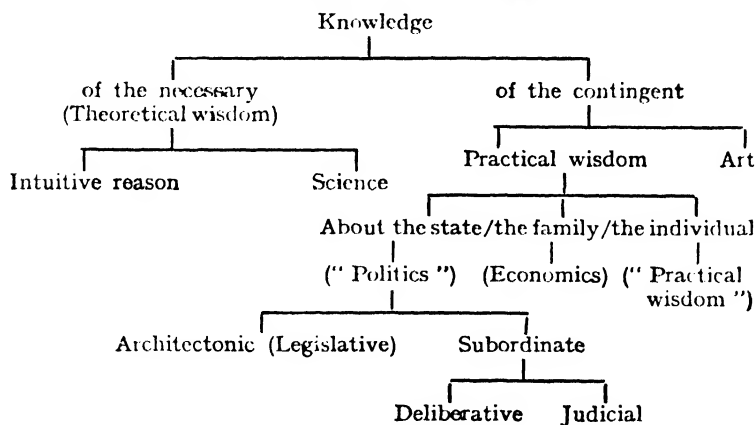 Knowledge
of the necessary of the contingent
(Theoretical wisdom)
Practical wisdom Art
Intuitive reason Science
About the state/the family/the individual
(“ Politics ”) (Economics) (“ Practical
wisdom ”)
Architectonic (Legislative) Subordinate
Deliberative Judicial